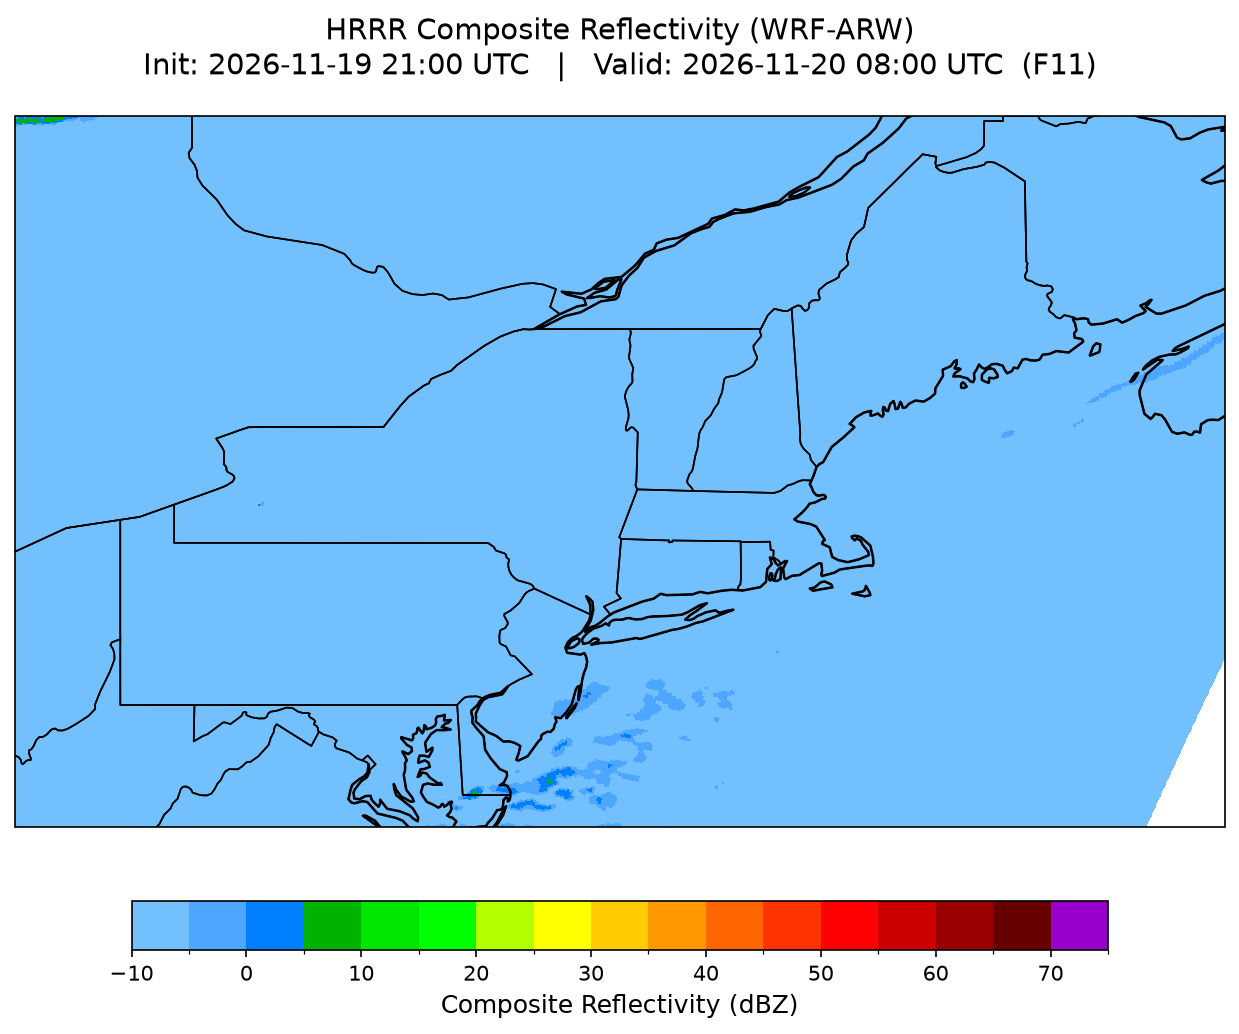 HRRR Composite Reflectivity (WRF-ARW)
Init: 2026-11-19 21:00 UTC   |   Valid: 2026-11-20 08:00 UTC  (F11)
−10 0 10 20 30 40 50 60 70
Composite Reflectivity (dBZ)